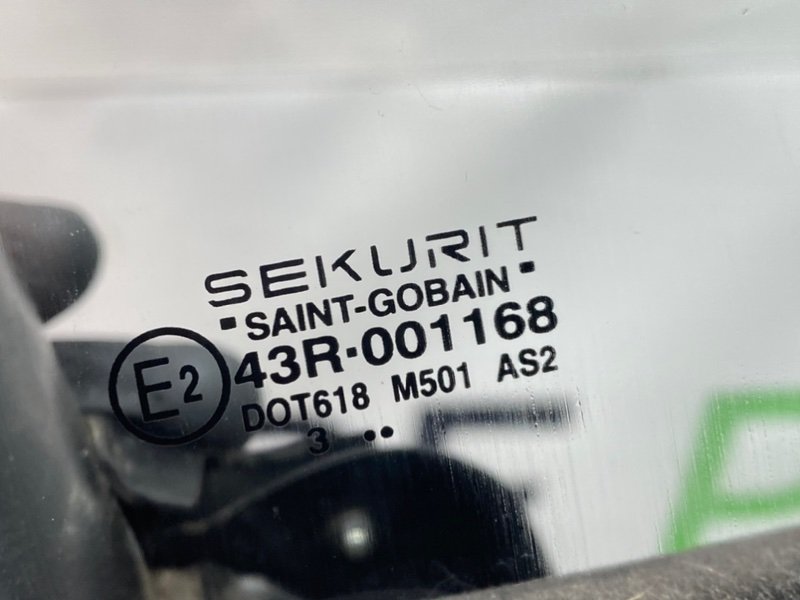 SEKURIT
▪SAINT-GOBAIN▪
E2 43R-001168
DOT618 M501 AS2
3 ••